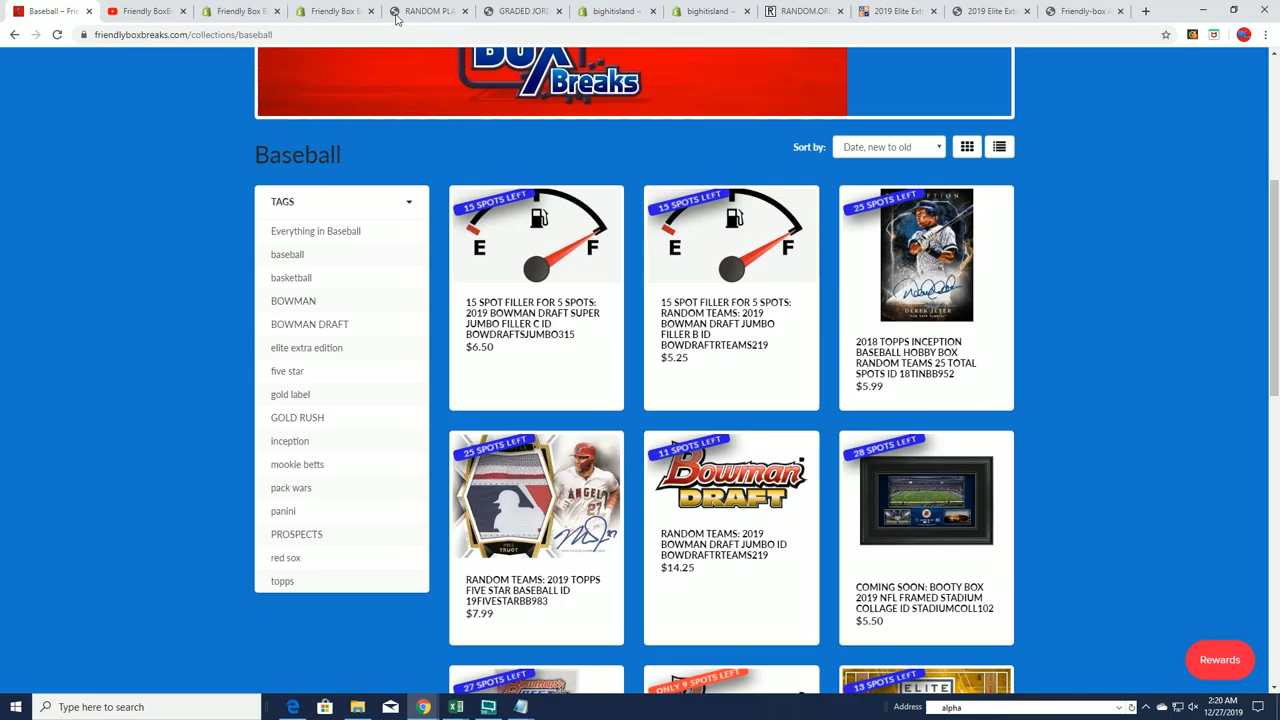 Baseball – Frie
FriendlyBoxB
Friendly Box B
Friendly Box B
RANDOM PLA
GRADED JOR
bighitisland –
bighitisland –
RANDOM.OR
2019 Elite Ext
2019 Elite Ext
Friendly-box-b
friendlyboxbreaks.com/collections/baseball
BOX
Breaks
Baseball
Sort by:
Date, new to old
TAGS
Everything in Baseball
baseball
basketball
BOWMAN
BOWMAN DRAFT
elite extra edition
five star
gold label
GOLD RUSH
inception
mookie betts
pack wars
panini
PROSPECTS
red sox
topps
15 SPOTS LEFT
E
F
15 SPOT FILLER FOR 5 SPOTS:
2019 BOWMAN DRAFT SUPER
JUMBO FILLER C ID
BOWDRAFTSJUMBO315
$6.50
15 SPOTS LEFT
E
F
15 SPOT FILLER FOR 5 SPOTS:
RANDOM TEAMS: 2019
BOWMAN DRAFT JUMBO
FILLER B ID
BOWDRAFTRTEAMS219
$5.25
25 SPOTS LEFT
DEREK JETER
2018 TOPPS INCEPTION
BASEBALL HOBBY BOX
RANDOM TEAMS 25 TOTAL
SPOTS ID 18TINBB952
$5.99
25 SPOTS LEFT
ANGELS
27
MIKE TROUT
RANDOM TEAMS: 2019 TOPPS
FIVE STAR BASEBALL ID
19FIVESTARBB983
$7.99
11 SPOTS LEFT
Bowman
DRAFT
RANDOM TEAMS: 2019
BOWMAN DRAFT JUMBO ID
BOWDRAFTRTEAMS219
$14.25
28 SPOTS LEFT
COMING SOON: BOOTY BOX
2019 NFL FRAMED STADIUM
COLLAGE ID STADIUMCOLL102
$5.50
27 SPOTS LEFT
ONLY 9 SPOTS LEFT
13 SPOTS LEFT
ELITE
Rewards
Type here to search
Address
alpha
2:20 AM
12/27/2019